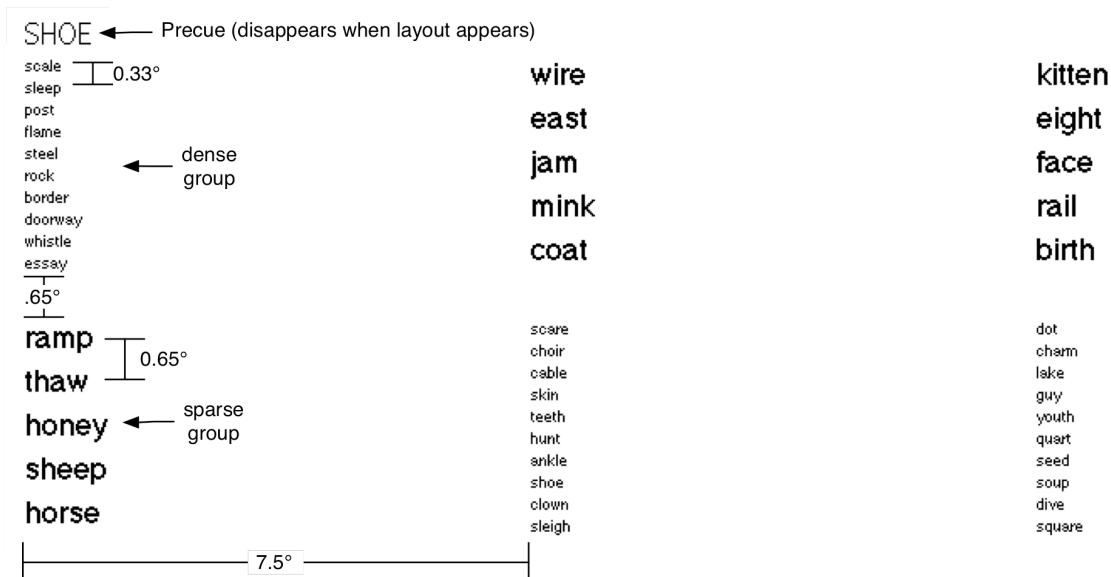 SHOE
Precue (disappears when layout appears)
scale
0.33°
sleep
post
flame
steel
rock
border
doorway
whistle
essay
dense
group
.65°
ramp
0.65°
thaw
honey
sparse
group
sheep
horse
7.5°
wire
east
jam
mink
coat
scare
choir
cable
skin
teeth
hunt
ankle
shoe
clown
sleigh
kitten
eight
face
rail
birth
dot
charm
lake
guy
youth
quart
seed
soup
dive
square